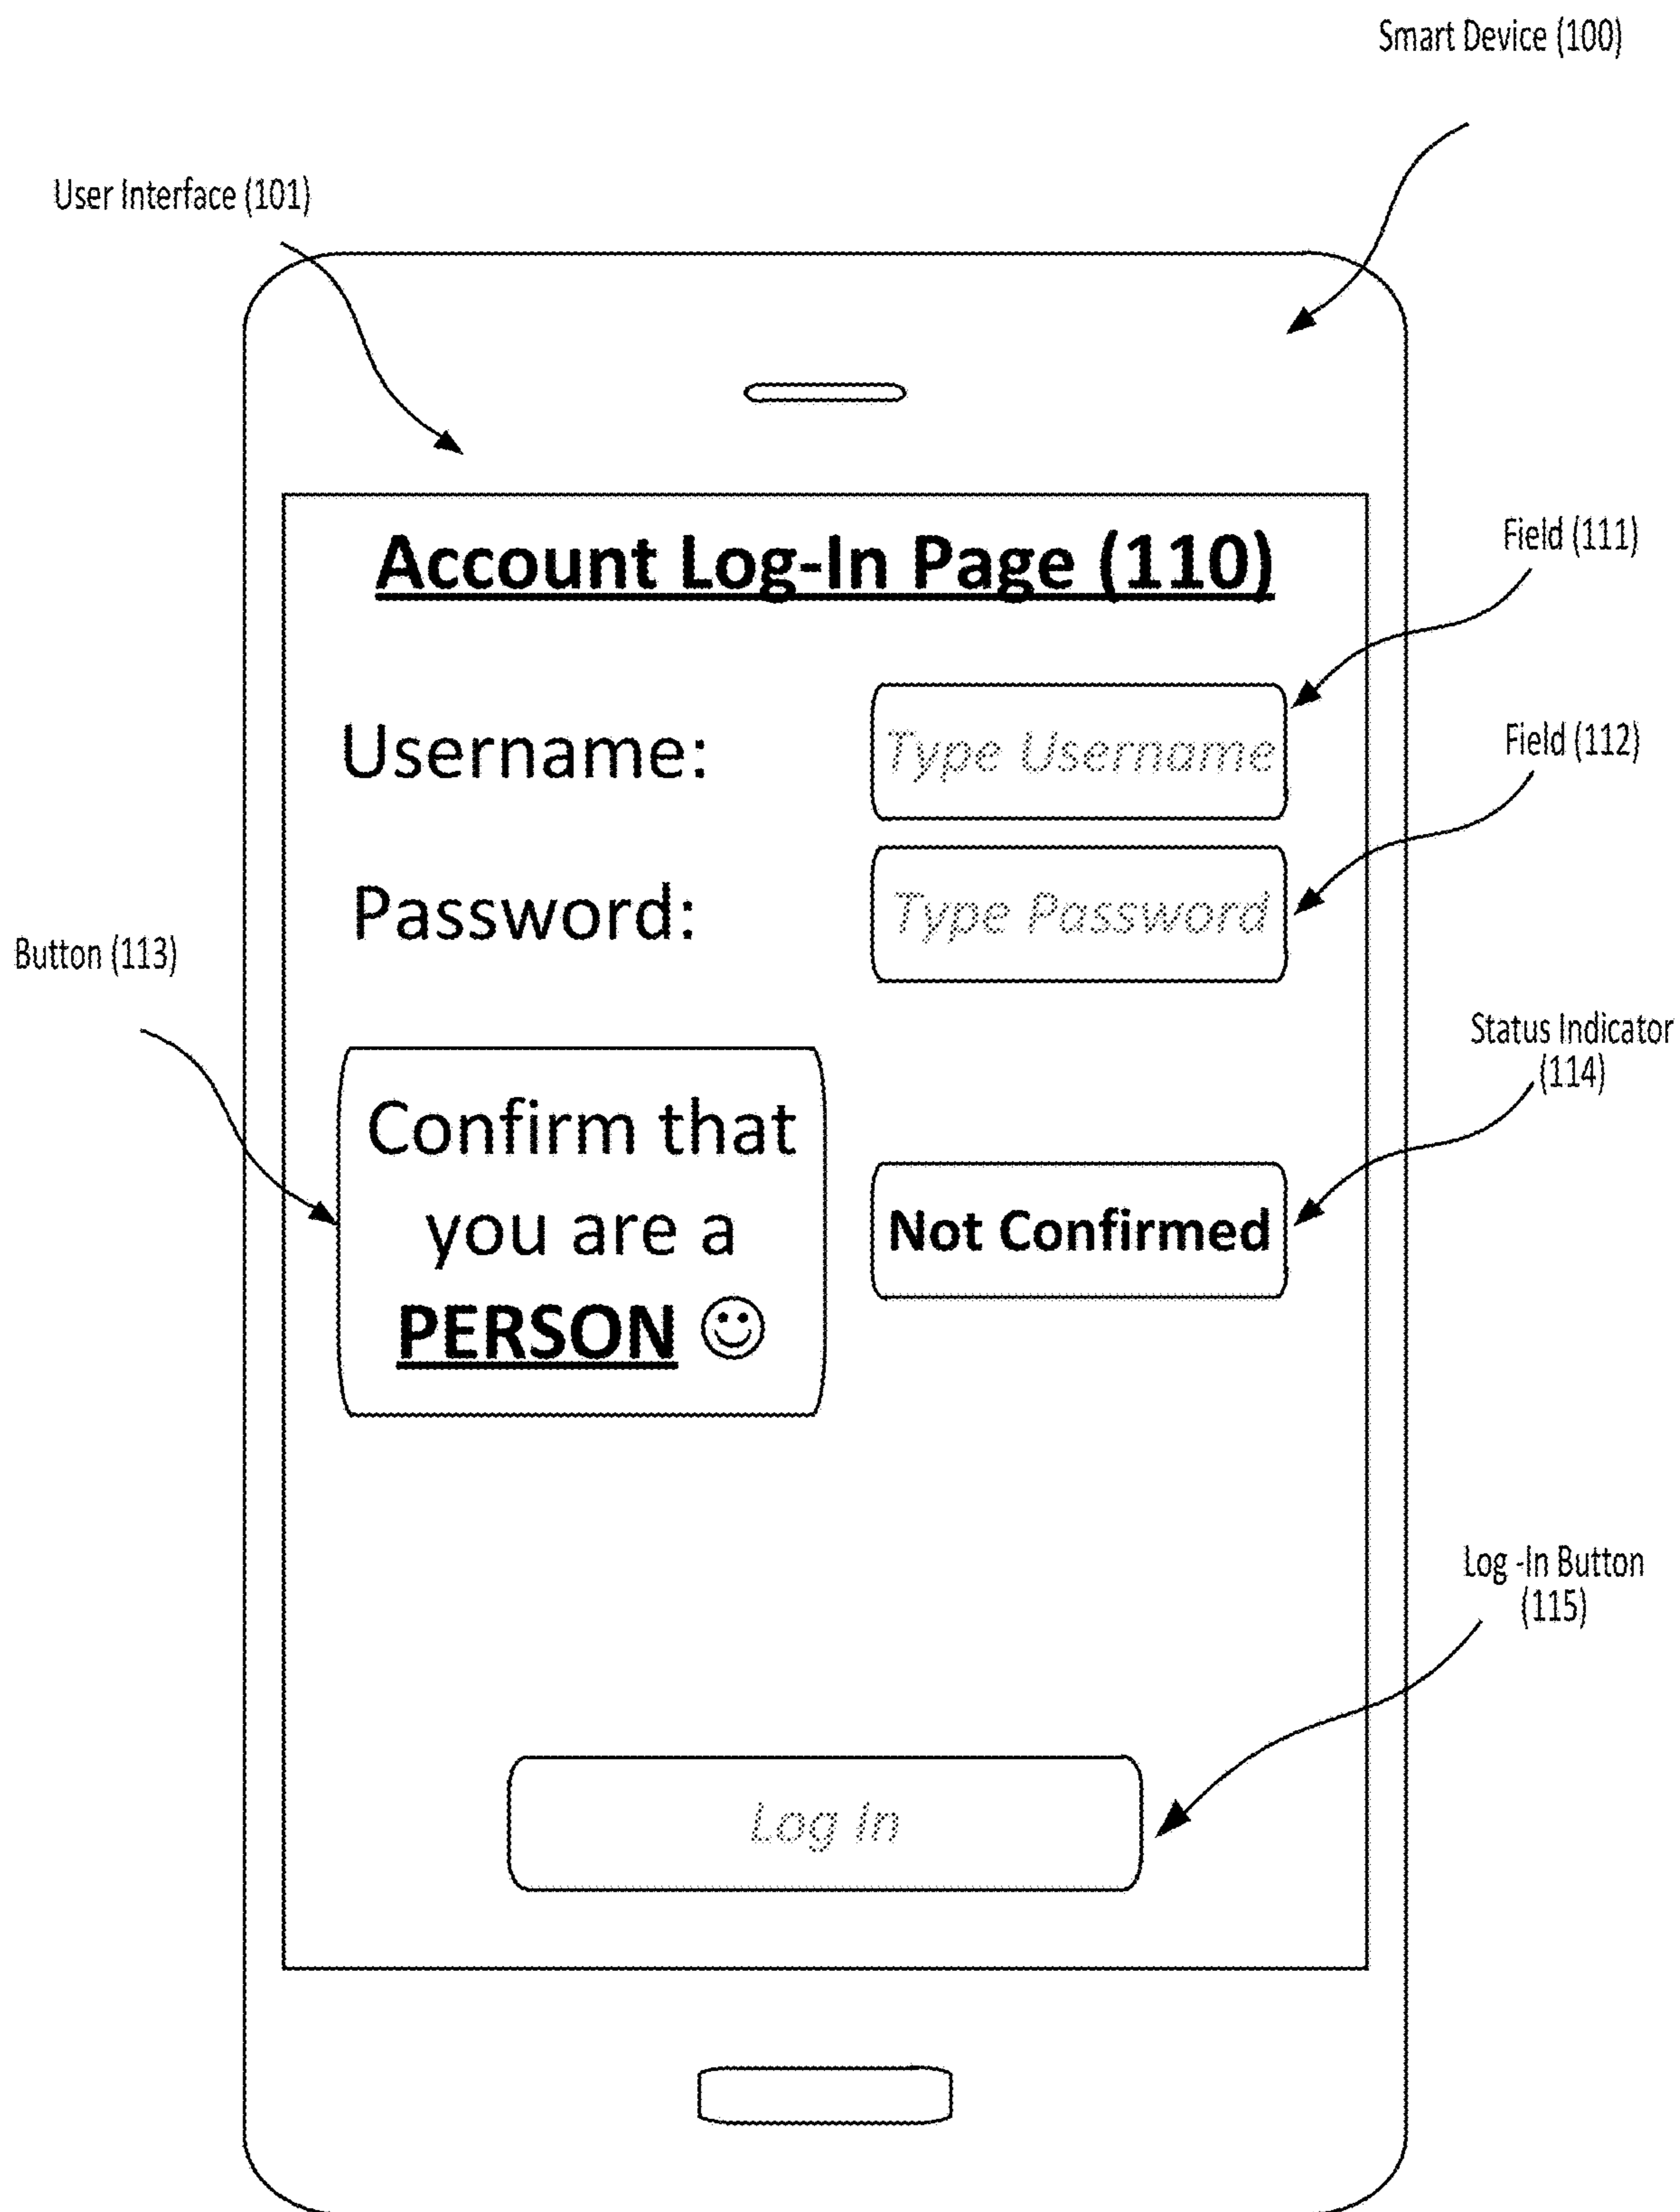 Smart Device (100)
User Interface (101)
Account Log-In Page (110)
Field (111)
Username:
Type Username
Field (112)
Password:
Type Password
Button (113)
Status Indicator
(114)
Confirm that
you are a
PERSON ☺
Not Confirmed
Log -In Button
(115)
Log In